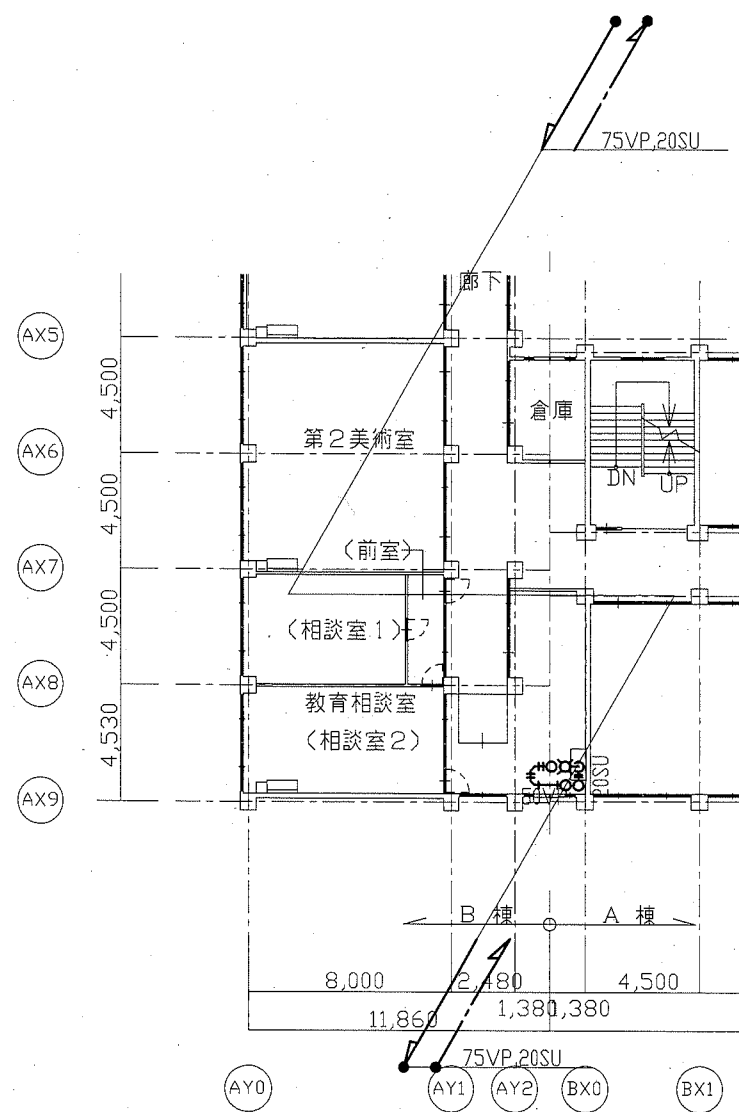 75VP,20SU
廊下
AX5
4,500
倉庫
第2美術室
AX6
DN
UP
4,500
(前室)
AX7
4,500
(相談室1)
AX8
教育相談室
(相談室2)
4,530
20SU
AX9
B 棟
A 棟
8,000
2,480
4,500
1,380
1,380
11,860
75VP,20SU
AY0
AY1
AY2
BX0
BX1